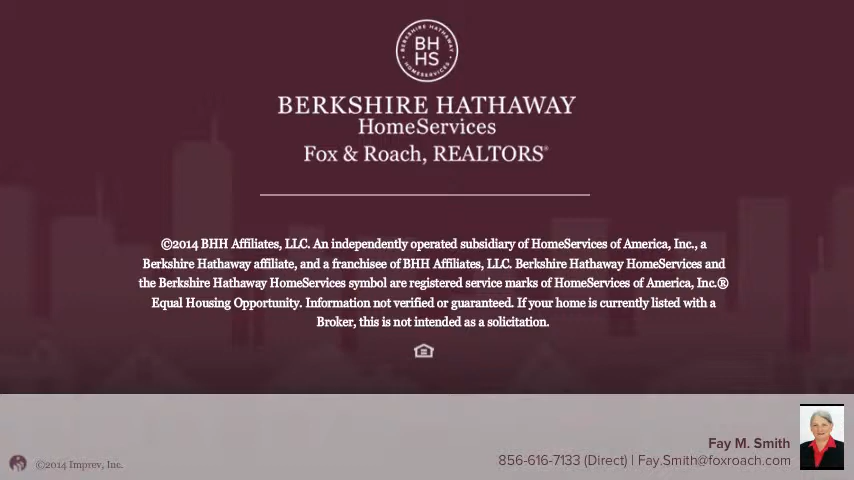 BERKSHIRE HATHAWAY HOMESERVICES
BH
HS
BERKSHIRE HATHAWAY
HomeServices
Fox & Roach, REALTORS®
©2014 BHH Affiliates, LLC. An independently operated subsidiary of HomeServices of America, Inc., a
Berkshire Hathaway affiliate, and a franchisee of BHH Affiliates, LLC. Berkshire Hathaway HomeServices and
the Berkshire Hathaway HomeServices symbol are registered service marks of HomeServices of America, Inc.®
Equal Housing Opportunity. Information not verified or guaranteed. If your home is currently listed with a
Broker, this is not intended as a solicitation.
Fay M. Smith
856-616-7133 (Direct) | Fay.Smith@foxroach.com
©2014 Imprev, Inc.